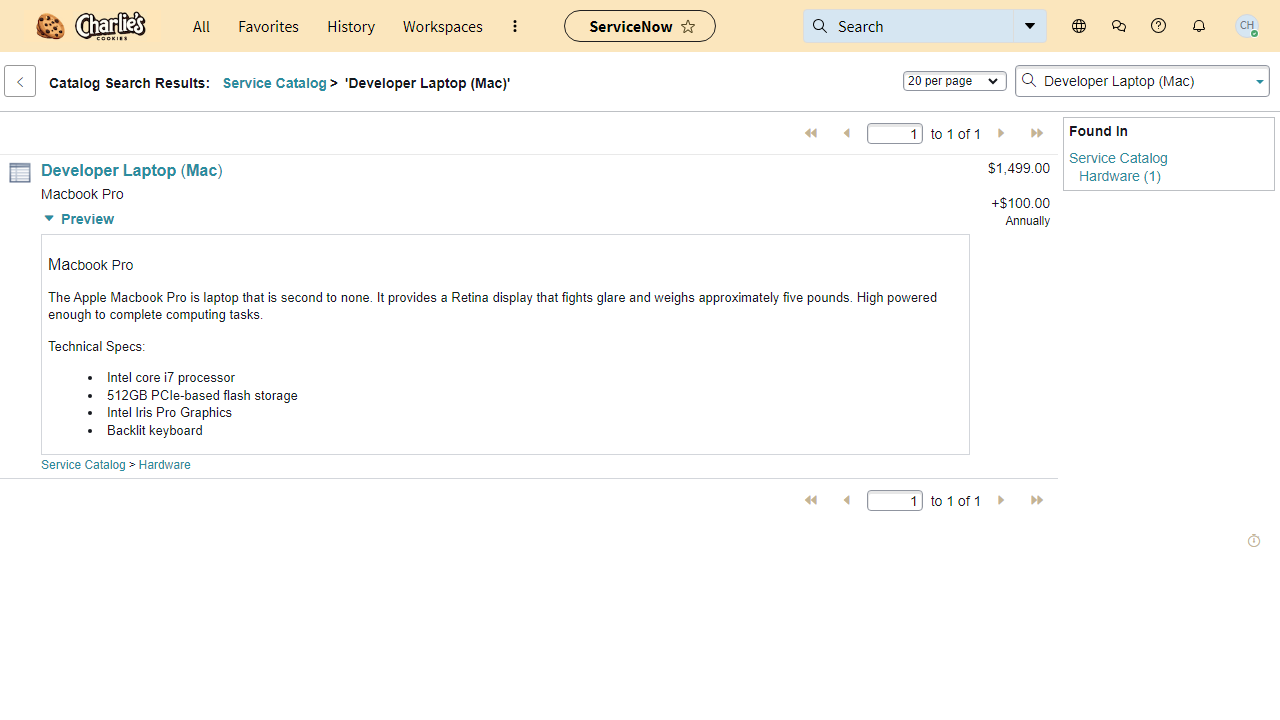 Charlie's COOKIES All Favorites History Workspaces ServiceNow Search CH
Catalog Search Results: Service Catalog > 'Developer Laptop (Mac)' 20 per page Developer Laptop (Mac)
1 to 1 of 1
Found In
Service Catalog
Hardware (1)
Developer Laptop (Mac) $1,499.00
Macbook Pro
+$100.00
Annually
Preview
Macbook Pro
The Apple Macbook Pro is laptop that is second to none. It provides a Retina display that fights glare and weighs approximately five pounds. High powered
enough to complete computing tasks.
Technical Specs:
Intel core i7 processor
512GB PCIe-based flash storage
Intel Iris Pro Graphics
Backlit keyboard
Service Catalog > Hardware
1 to 1 of 1